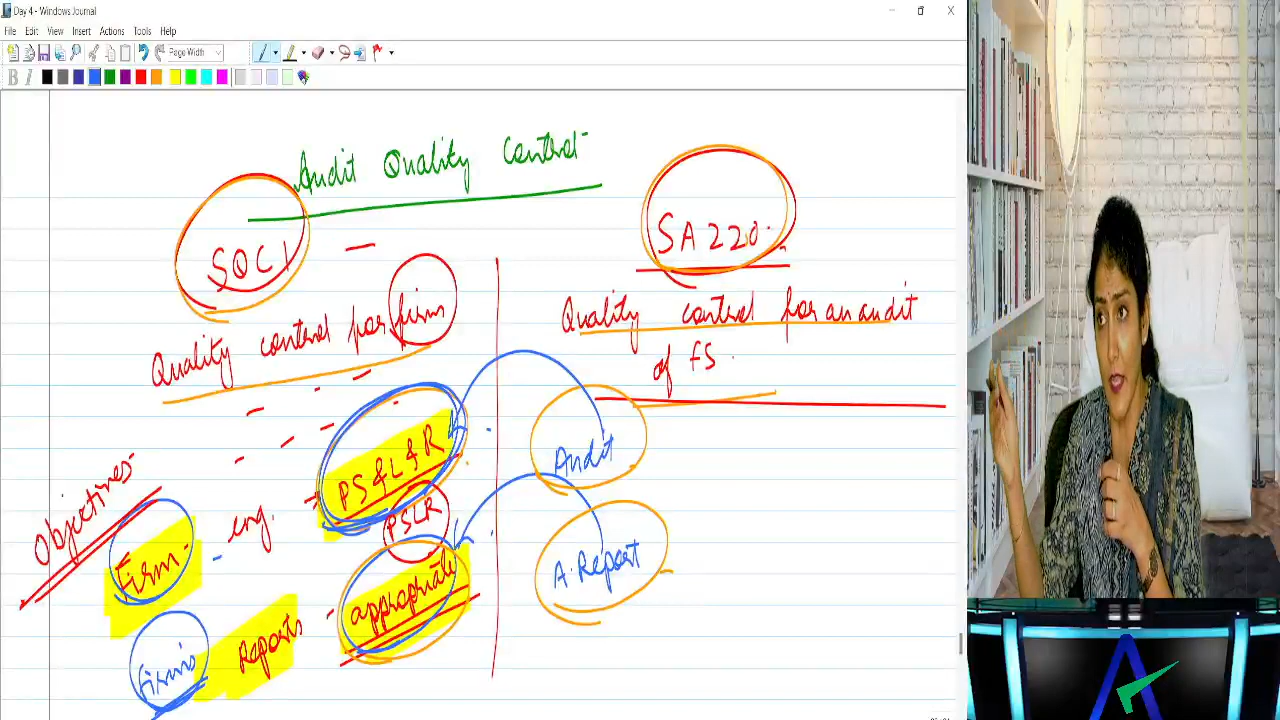 Day 4 - Windows Journal
File Edit View Insert Actions Tools Help
Page Width
B I
Audit Quality Control
SQC1 -
SA 220.
Quality control for firms
Quality control for an audit
of FS
Objectives
Firm - eng. - PS & L & R
PSLR
Audit
Firm's Reports - appropriate
A. Report